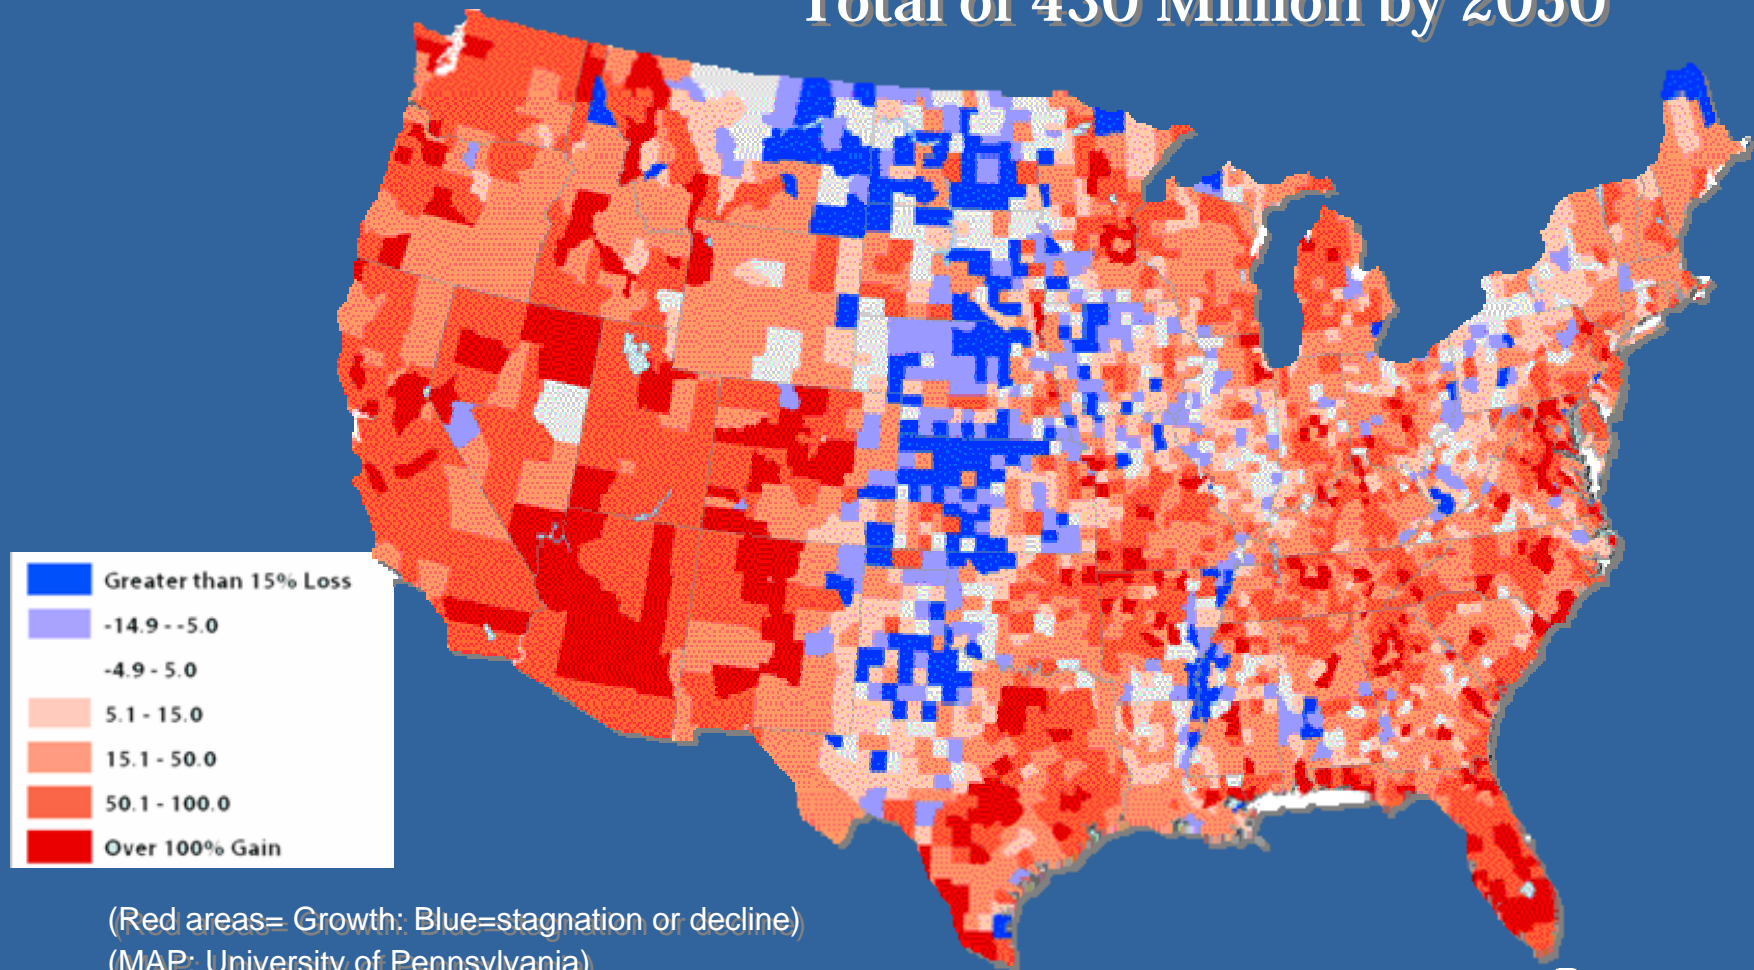 Total of 430 Million by 2050
Greater than 15% Loss
-14.9 - -5.0
-4.9 - 5.0
5.1 - 15.0
15.1 - 50.0
50.1 - 100.0
Over 100% Gain
(Red areas= Growth: Blue=stagnation or decline)
(MAP: University of Pennsylvania)